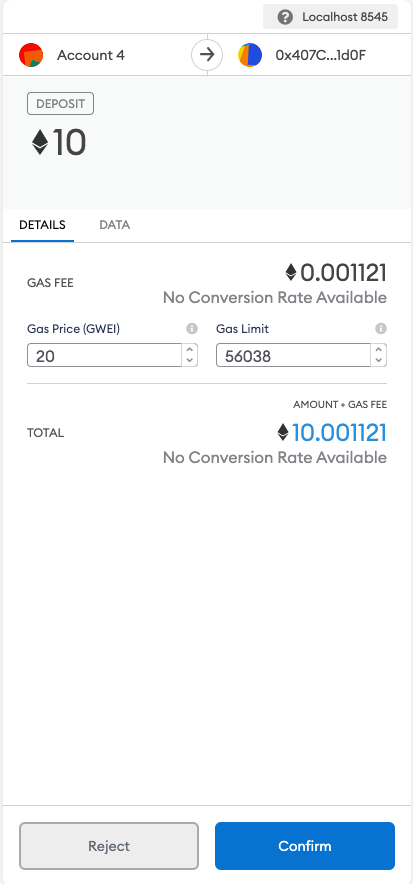 Localhost 8545
Account 4
0x407C...1d0F
DEPOSIT
10
DETAILS DATA
GAS FEE
0.001121
No Conversion Rate Available
Gas Price (GWEI) Gas Limit
20 56038
AMOUNT + GAS FEE
TOTAL
10.001121
No Conversion Rate Available
Reject Confirm